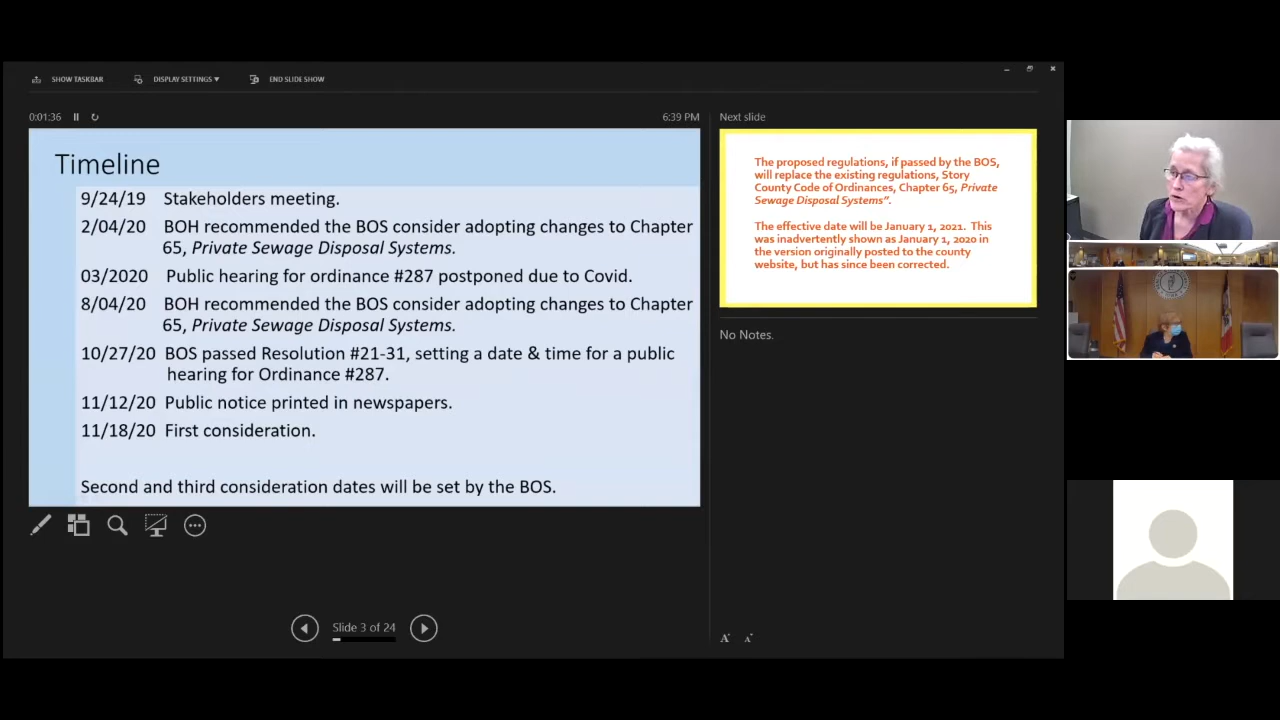 SHOW TASKBAR
DISPLAY SETTINGS ▾
END SLIDE SHOW
0:01:36
6:39 PM
Timeline
9/24/19 Stakeholders meeting.
2/04/20 BOH recommended the BOS consider adopting changes to Chapter
65, Private Sewage Disposal Systems.
03/2020 Public hearing for ordinance #287 postponed due to Covid.
8/04/20 BOH recommended the BOS consider adopting changes to Chapter
65, Private Sewage Disposal Systems.
10/27/20 BOS passed Resolution #21-31, setting a date & time for a public
hearing for Ordinance #287.
11/12/20 Public notice printed in newspapers.
11/18/20 First consideration.
Second and third consideration dates will be set by the BOS.
Slide 3 of 24
Next slide
The proposed regulations, if passed by the BOS,
will replace the existing regulations, Story
County Code of Ordinances, Chapter 65, Private
Sewage Disposal Systems”.
The effective date will be January 1, 2021. This
was inadvertently shown as January 1, 2020 in
the version originally posted to the county
website, but has since been corrected.
No Notes.
A A